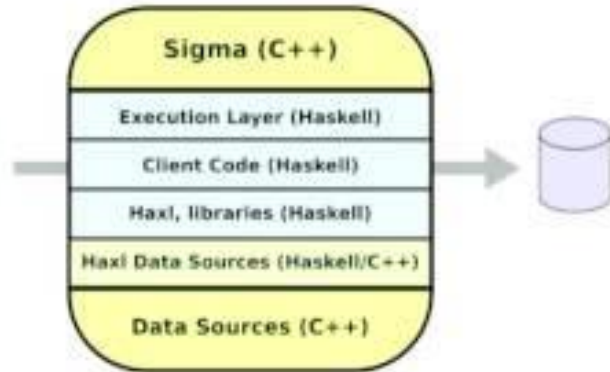 Sigma (C++)
Execution Layer (Haskell)
Client Code (Haskell)
Haxl, libraries (Haskell)
Haxl Data Sources (Haskell/C++)
Data Sources (C++)